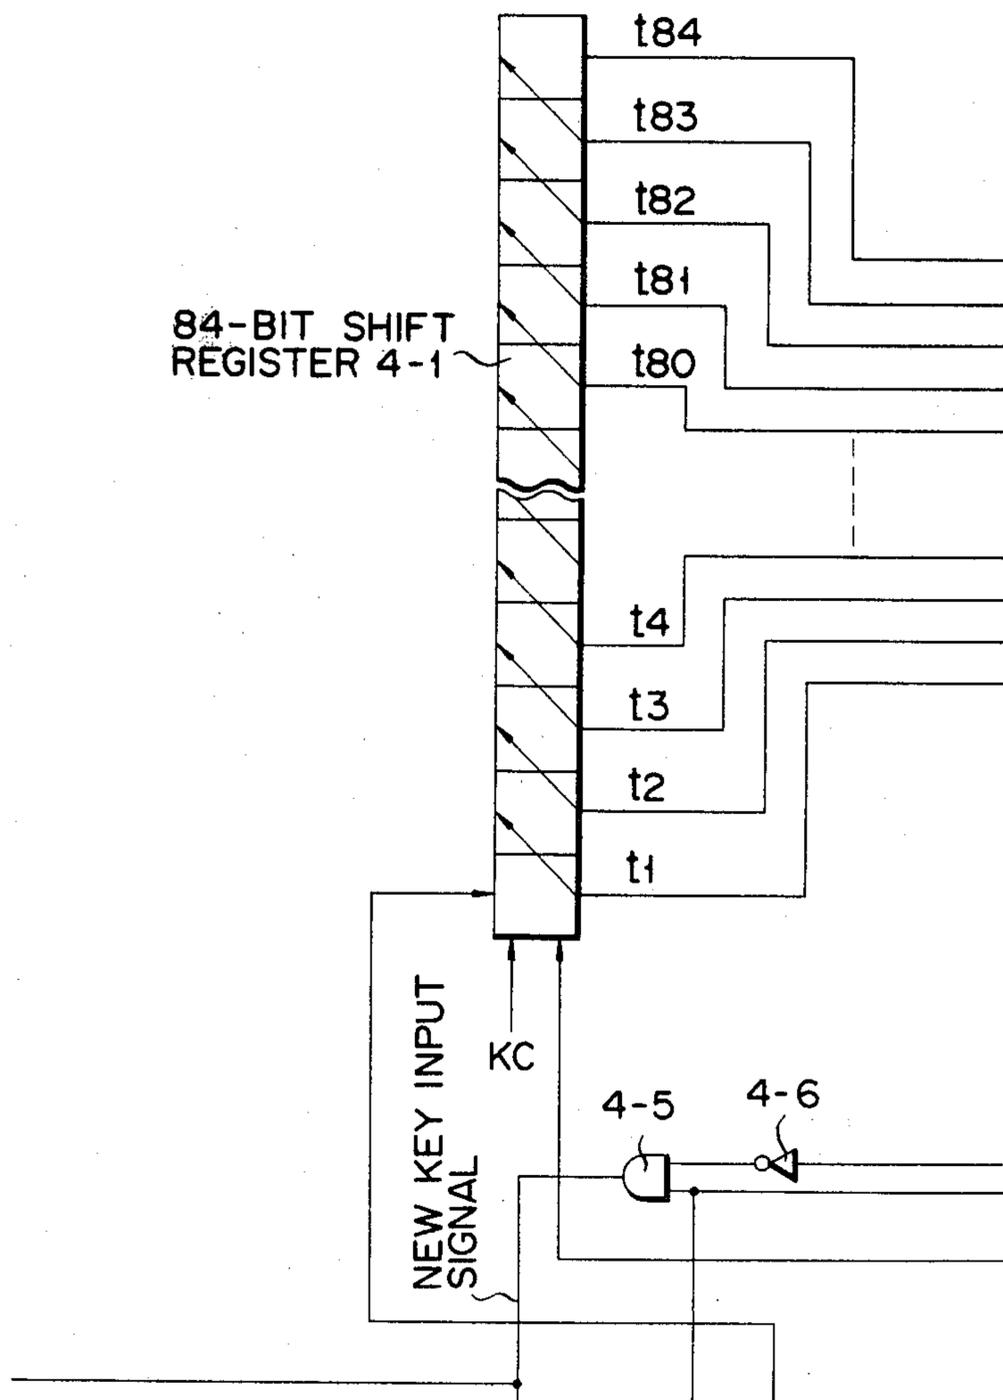 t84
t83
t82
t81
84-BIT SHIFT
REGISTER 4-1
t80
t4
t3
t2
t1
KC
NEW KEY INPUT
SIGNAL
4-5
4-6